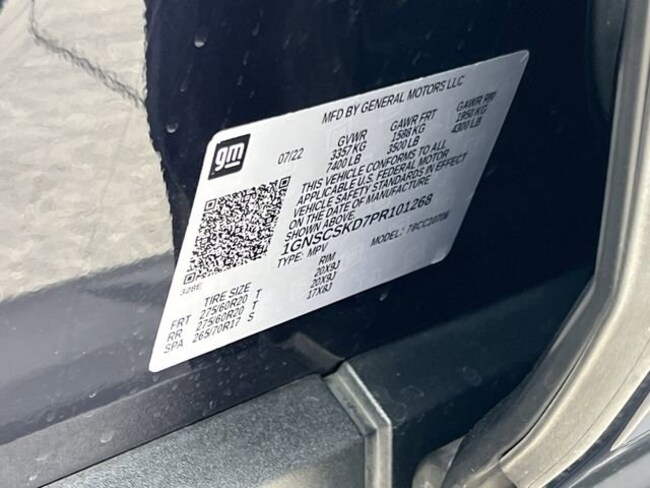 MFD BY GENERAL MOTORS LLC
gm
07/22 GVWR GAWR FRT GAWR RR
3357 KG 1588 KG 1950 KG
7400 LB 3500 LB 4300 LB
THIS VEHICLE CONFORMS TO ALL
APPLICABLE U.S. FEDERAL MOTOR
VEHICLE SAFETY STANDARDS IN EFFECT
ON THE DATE OF MANUFACTURE
SHOWN ABOVE
1GNSCSKD7PR101268
TYPE: MPV MODEL:
328E
TIRE SIZE RIM
FRT 275/60R20 T 20X9J
RR 275/60R20 T 20X9J
SPA 265/70R17 S 17X8J